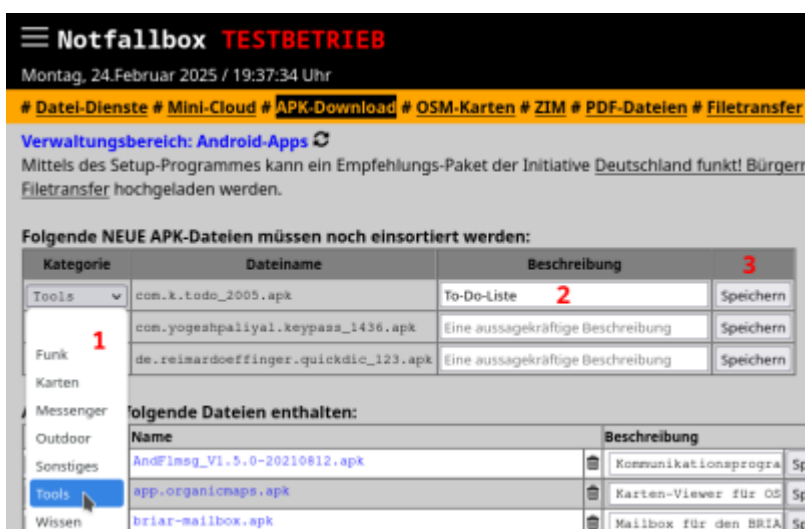 Notfallbox TESTBETRIEB
Montag, 24.Februar 2025 / 19:37:34 Uhr
# Datei-Dienste # Mini-Cloud # APK-Download # OSM-Karten # ZIM # PDF-Dateien # Filetransfer
Verwaltungsbereich: Android-Apps
Mittels des Setup-Programmes kann ein Empfehlungs-Paket der Initiative Deutschland funkt! Bürger
Filetransfer hochgeladen werden.
Folgende NEUE APK-Dateien müssen noch einsortiert werden:
Kategorie Dateiname Beschreibung 3
Tools com.k.todo_2005.apk To-Do-Liste 2 Speichern
1 com.yogeshpaliyal.keypass_1436.apk Eine aussagekräftige Beschreibung Speichern
Funk de.reimardoeffinger.quickdic_123.apk Eine aussagekräftige Beschreibung Speichern
Karten
Messenger folgende Dateien enthalten:
Outdoor Name Beschreibung
Sonstiges AndFlmsg_V1.5.0-20210812.apk Kommunikationsprogra Sp
Tools app.organicmaps.apk Karten-Viewer für OS Sp
Wissen briar-mailbox.apk Mailbox für den BRIA Sp